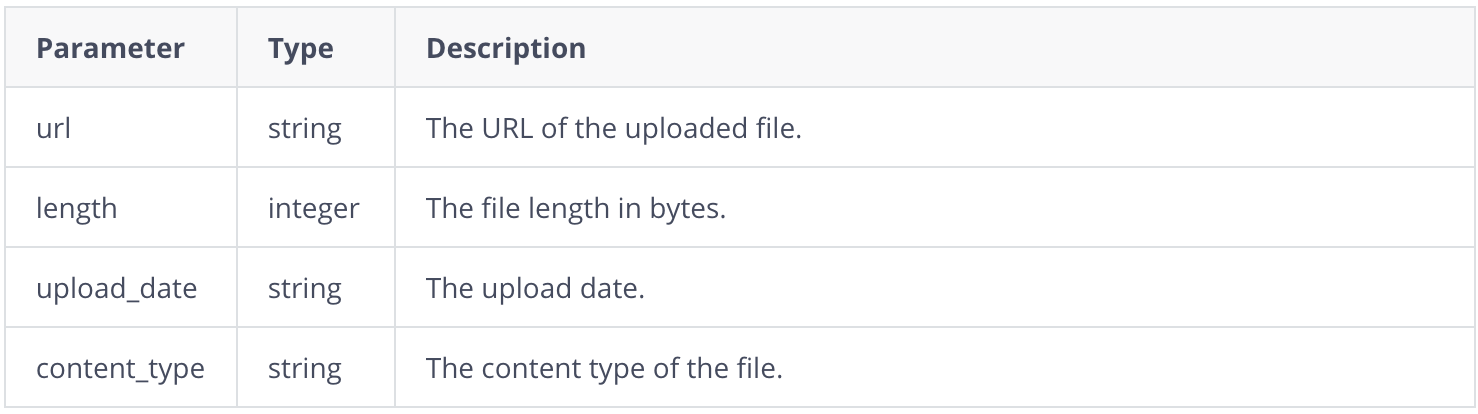 Parameter Type Description
url string The URL of the uploaded file.
length integer The file length in bytes.
upload_date string The upload date.
content_type string The content type of the file.